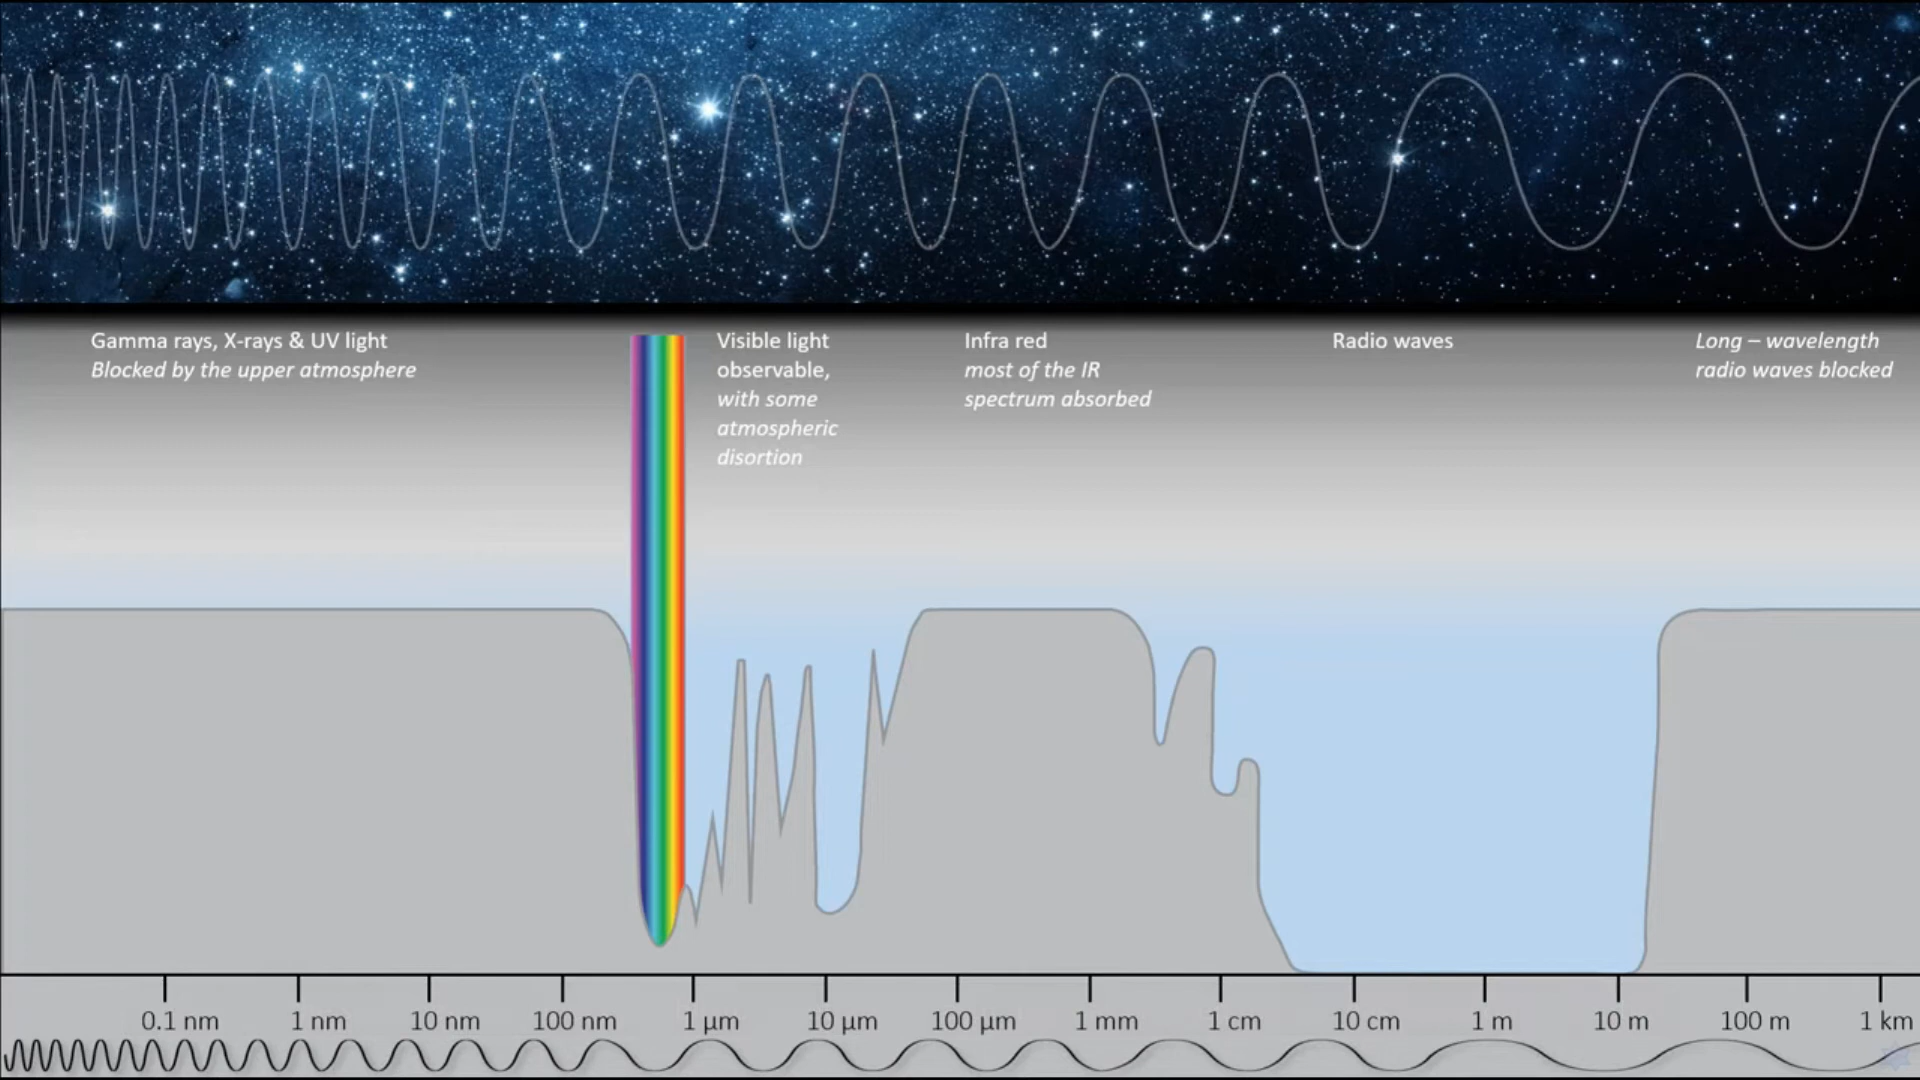 Gamma rays, X-rays & UV light
Blocked by the upper atmosphere
Visible light
observable,
with some
atmospheric
disortion
Infra red
most of the IR
spectrum absorbed
Radio waves
Long – wavelength
radio waves blocked
0.1 nm
1 nm
10 nm
100 nm
1 µm
10 µm
100 µm
1 mm
1 cm
10 cm
1 m
10 m
100 m
1 km